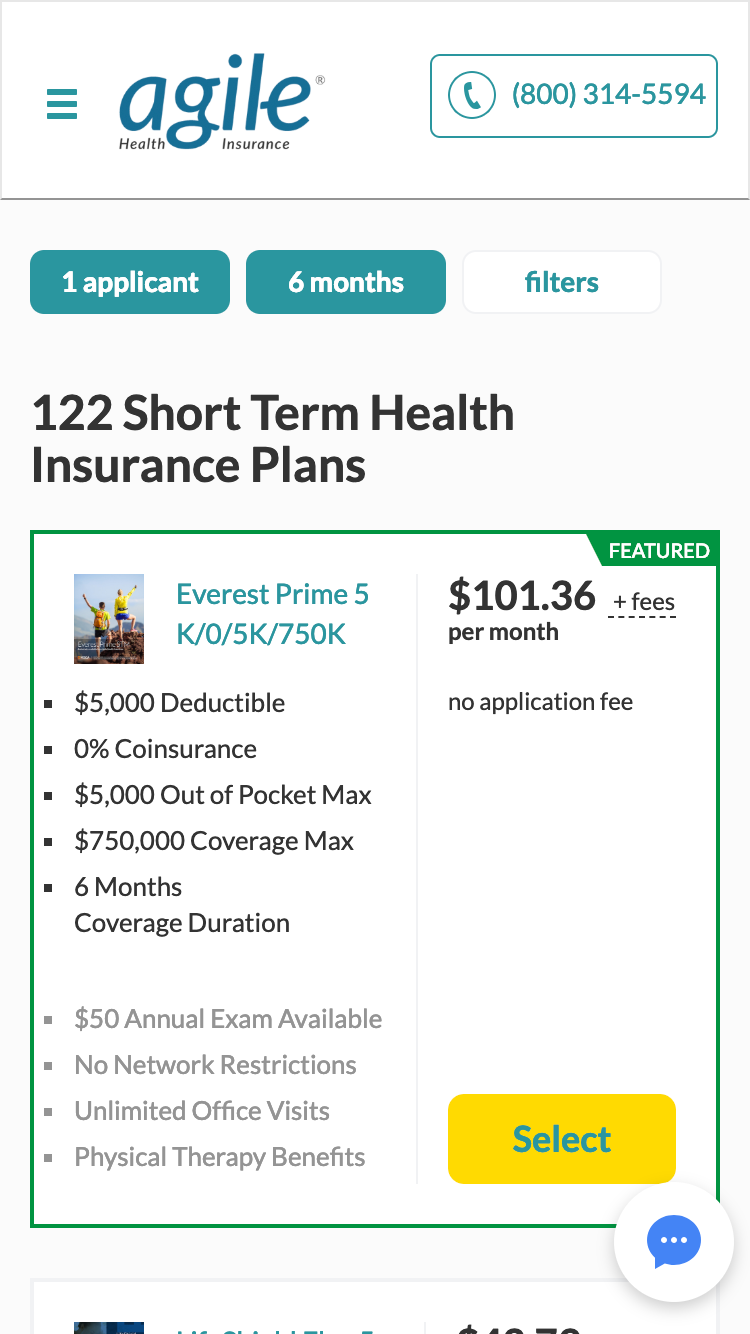 agile®
Health Insurance
(800) 314-5594
1 applicant
6 months
filters
122 Short Term Health
Insurance Plans
FEATURED
Everest Prime 5
K/0/5K/750K
$101.36 + fees
per month
no application fee
$5,000 Deductible
0% Coinsurance
$5,000 Out of Pocket Max
$750,000 Coverage Max
6 Months
Coverage Duration
$50 Annual Exam Available
No Network Restrictions
Unlimited Office Visits
Physical Therapy Benefits
Select